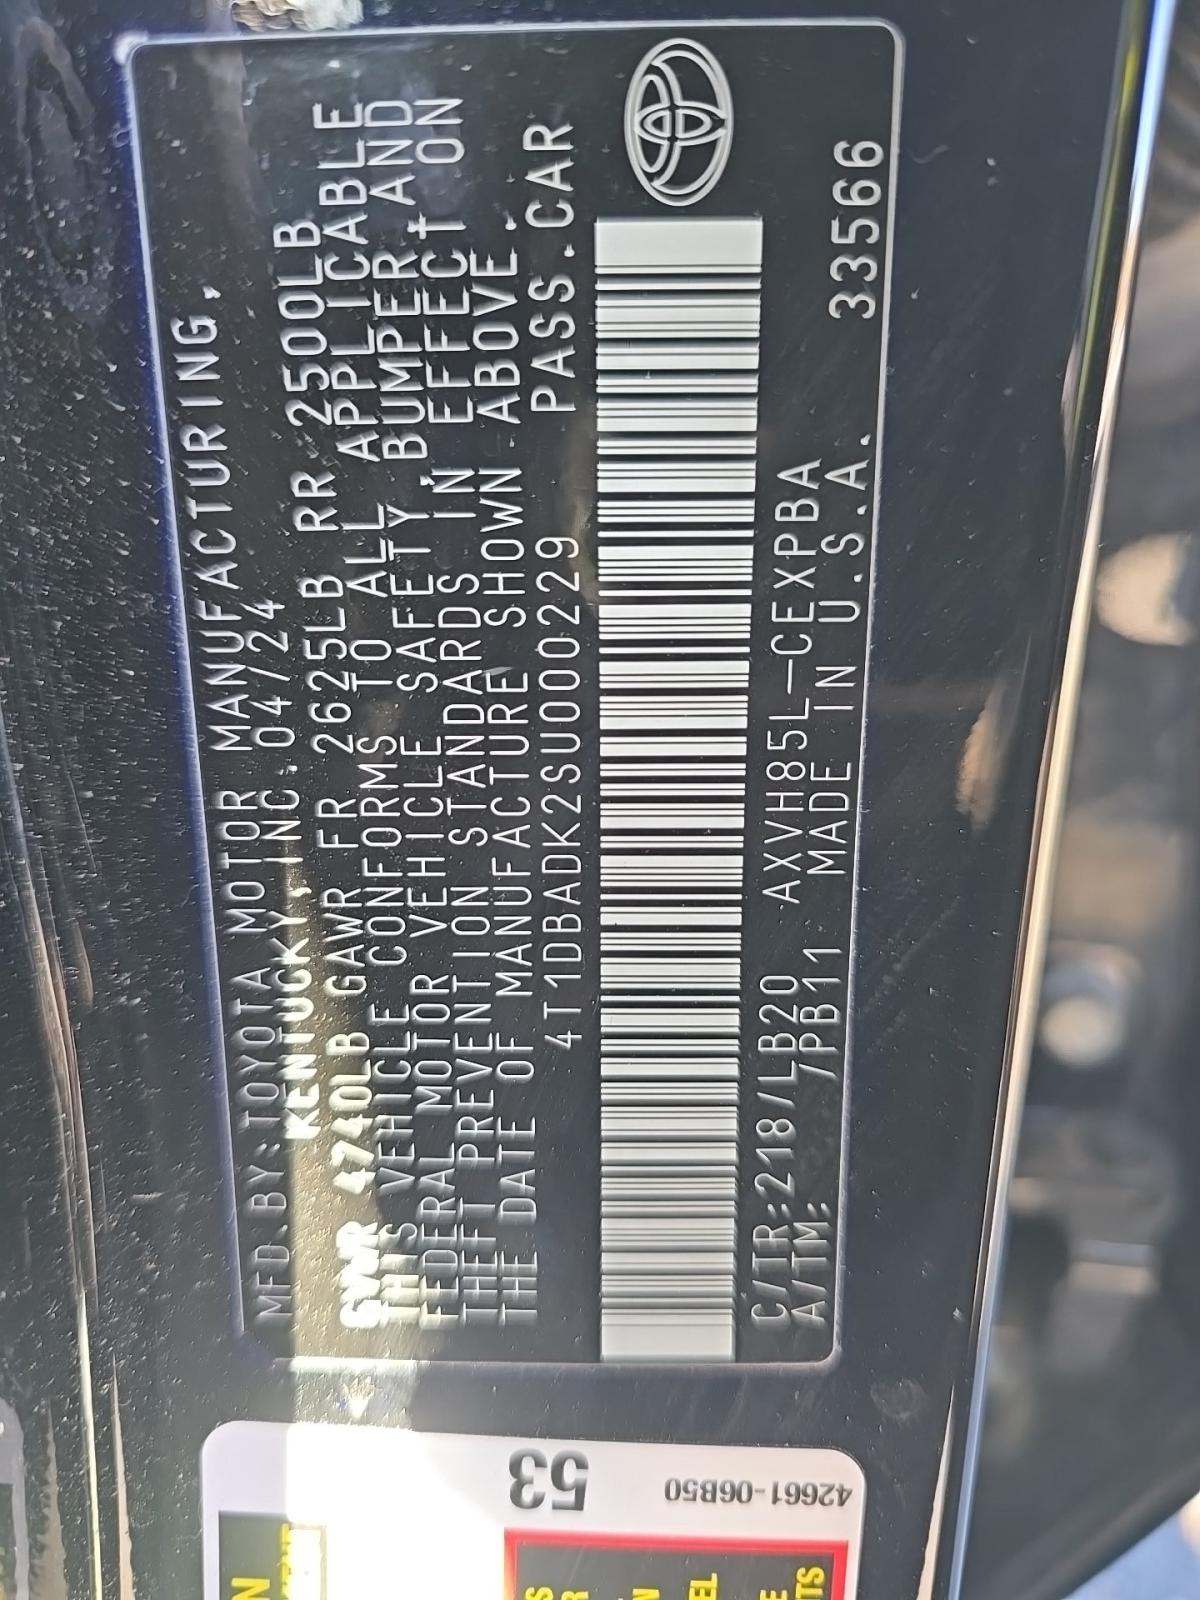 MFD.BY:TOYOTA MOTOR MANUFACTURING,
KENTUCKY,INC. 04/24
GVWR 4740LB GAWR FR 2625LB RR 2500LB
THIS VEHICLE CONFORMS TO ALL APPLICABLE
FEDERAL MOTOR VEHICLE SAFETY, BUMPER, AND
THEFT PREVENTION STANDARDS IN EFFECT ON
THE DATE OF MANUFACTURE SHOWN ABOVE.
4T1DBADK2SU000229 PASS.CAR
C/TR:218/LB20 AXVH85L-CEXPBA
A/TM: /PB11 MADE IN U.S.A. 33566
53
42661-06B50